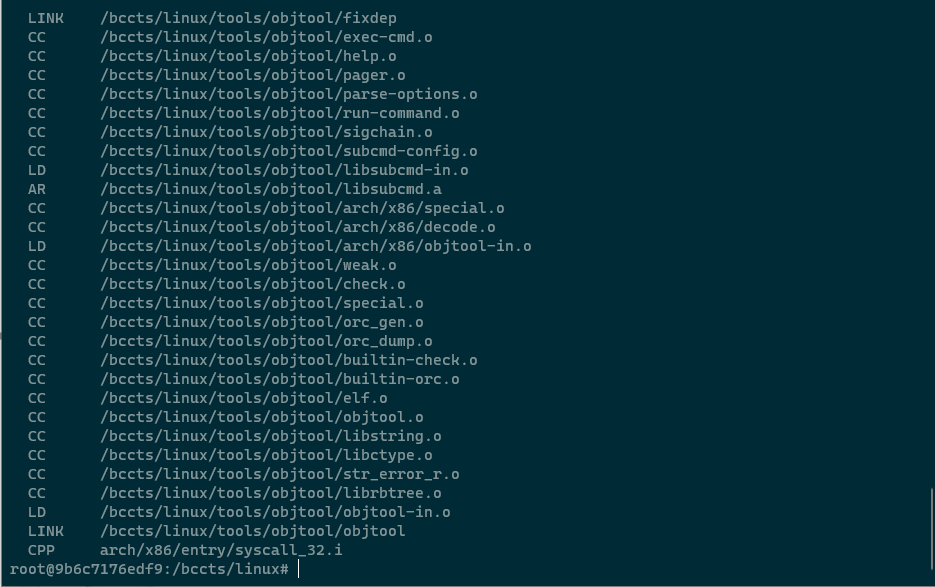 LINK /bccts/linux/tools/objtool/fixdep
CC /bccts/linux/tools/objtool/exec-cmd.o
CC /bccts/linux/tools/objtool/help.o
CC /bccts/linux/tools/objtool/pager.o
CC /bccts/linux/tools/objtool/parse-options.o
CC /bccts/linux/tools/objtool/run-command.o
CC /bccts/linux/tools/objtool/sigchain.o
CC /bccts/linux/tools/objtool/subcmd-config.o
LD /bccts/linux/tools/objtool/libsubcmd-in.o
AR /bccts/linux/tools/objtool/libsubcmd.a
CC /bccts/linux/tools/objtool/arch/x86/special.o
CC /bccts/linux/tools/objtool/arch/x86/decode.o
LD /bccts/linux/tools/objtool/arch/x86/objtool-in.o
CC /bccts/linux/tools/objtool/weak.o
CC /bccts/linux/tools/objtool/check.o
CC /bccts/linux/tools/objtool/special.o
CC /bccts/linux/tools/objtool/orc_gen.o
CC /bccts/linux/tools/objtool/orc_dump.o
CC /bccts/linux/tools/objtool/builtin-check.o
CC /bccts/linux/tools/objtool/builtin-orc.o
CC /bccts/linux/tools/objtool/elf.o
CC /bccts/linux/tools/objtool/objtool.o
CC /bccts/linux/tools/objtool/libstring.o
CC /bccts/linux/tools/objtool/libctype.o
CC /bccts/linux/tools/objtool/str_error_r.o
CC /bccts/linux/tools/objtool/librbtree.o
LD /bccts/linux/tools/objtool/objtool-in.o
LINK /bccts/linux/tools/objtool/objtool
CPP arch/x86/entry/syscall_32.i
root@9b6c7176edf9:/bccts/linux#